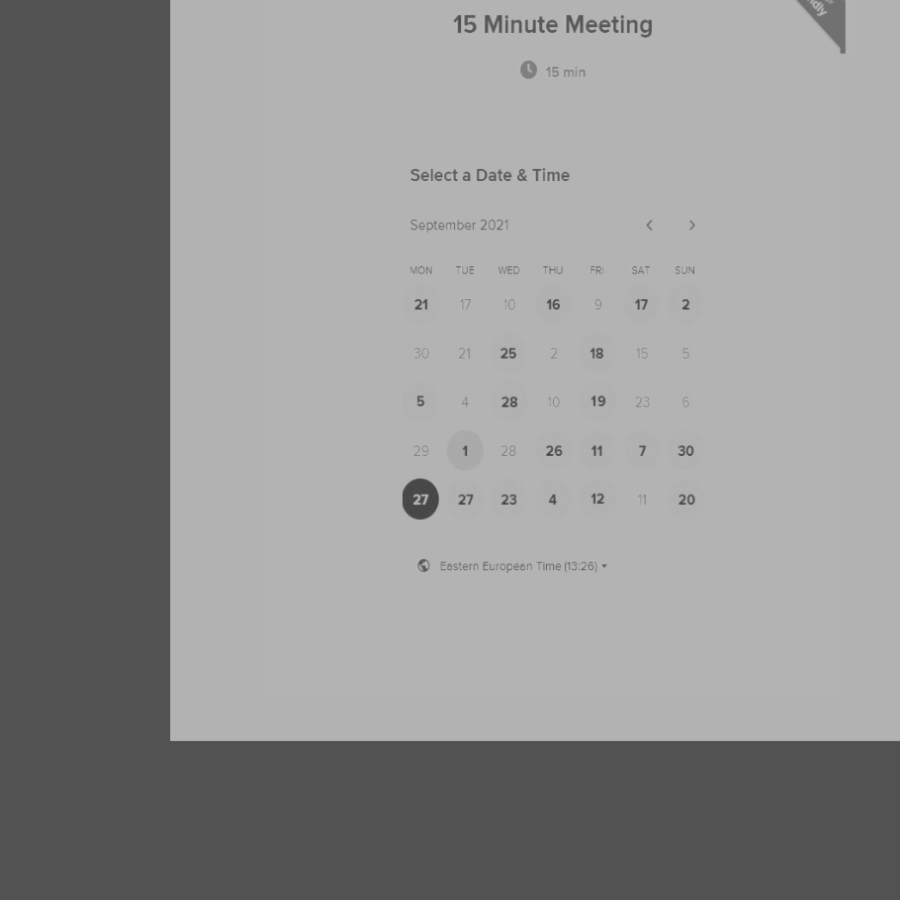 15 Minute Meeting
15 min
Select a Date & Time
September 2021
MON TUE WED THU FRI SAT SUN
21 17 10 16 9 17 2
30 21 25 2 18 15 5
5 4 28 10 19 23 6
29 1 28 26 11 7 30
27 27 23 4 12 11 20
Eastern European Time (13:26)